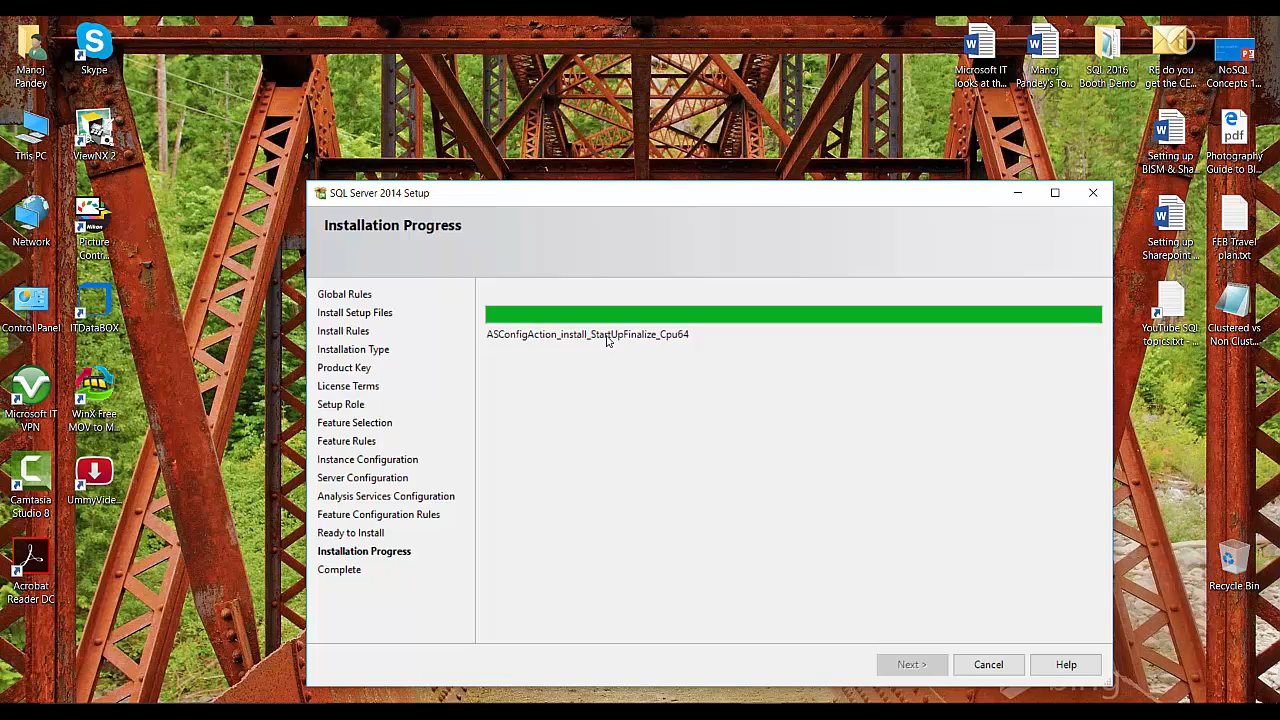 Manoj
Pandey
Skype
Microsoft IT
looks at th...
Manoj
Pandey's To...
SQL 2016
Booth Demo
RE do you
get the CE...
NoSQL
Concepts 1...
This PC
ViewNX 2
Setting up
BISM & Sha...
pdf
Photography
Guide to Bl...
SQL Server 2014 Setup
Installation Progress
Network
Nikon
Picture
Contr...
Setting up
Sharepoint ...
FEB Travel
plan.txt
Control Panel
ITDataBOX
YouTube SQL
topics.txt - ...
Clustered vs
Non Clust...
Microsoft IT
VPN
WinX Free
MOV to M...
Camtasia
Studio 8
UmmyVide...
Acrobat
Reader DC
Recycle Bin
Global Rules
Install Setup Files
Install Rules
Installation Type
Product Key
License Terms
Setup Role
Feature Selection
Feature Rules
Instance Configuration
Server Configuration
Analysis Services Configuration
Feature Configuration Rules
Ready to Install
Installation Progress
Complete
ASConfigAction_install_StartUpFinalize_Cpu64
Next >
Cancel
Help